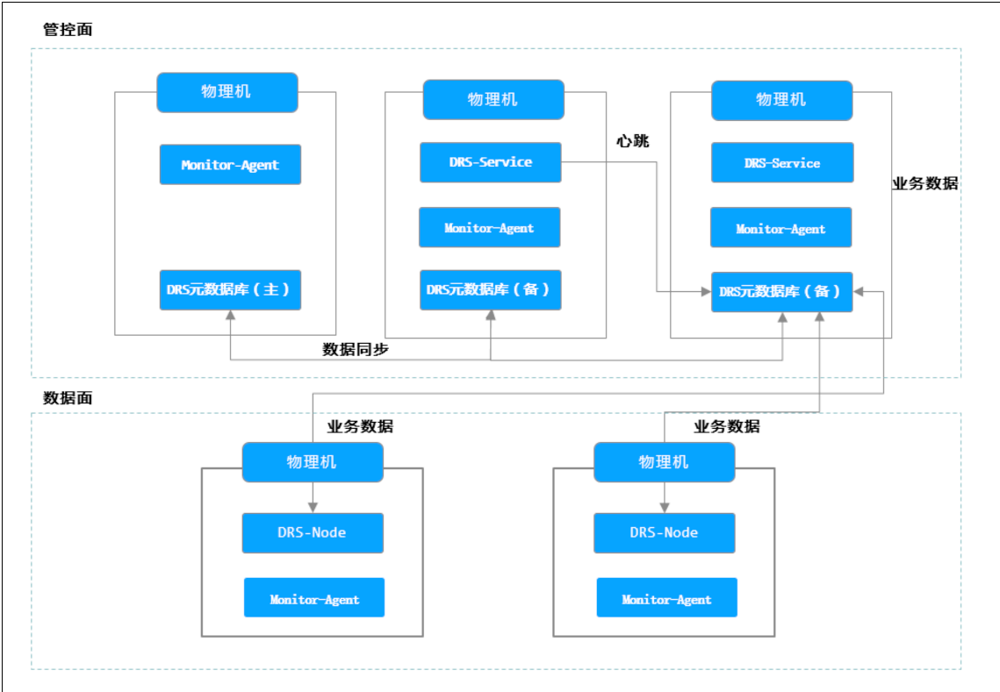 管控面
物理机
物理机
物理机
心跳
Monitor-Agent
DRS-Service
DRS-Service
业务数据
Monitor-Agent
Monitor-Agent
DRS元数据库（主）
DRS元数据库（备）
DRS元数据库（备）
数据同步
数据面
业务数据
业务数据
物理机
物理机
DRS-Node
DRS-Node
Monitor-Agent
Monitor-Agent